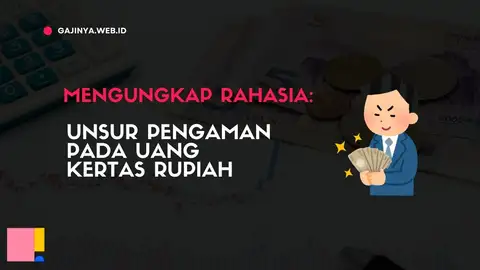 GAJINYA.WEB.ID
MENGUNGKAP RAHASIA:
UNSUR PENGAMAN
PADA UANG
KERTAS RUPIAH